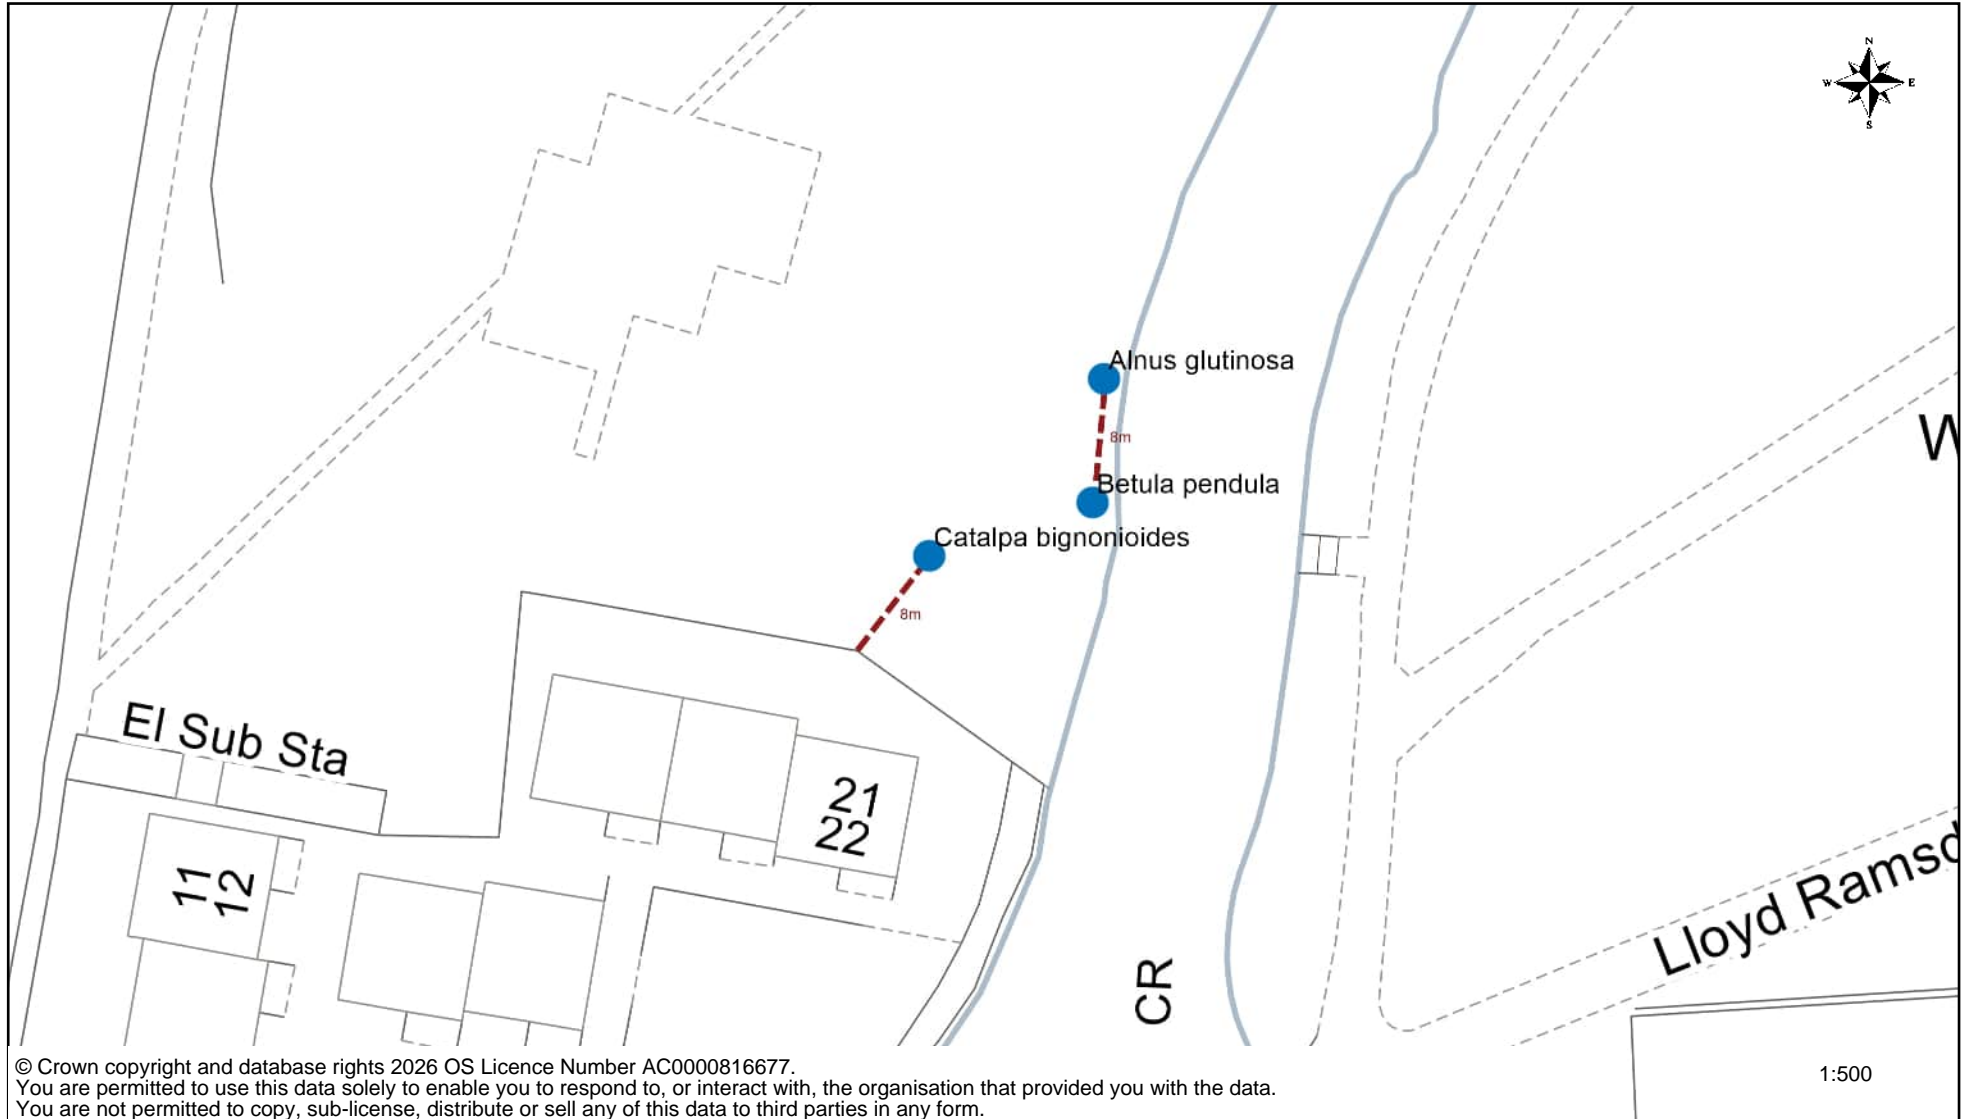 N
W E
S
Alnus glutinosa
8m
W
Betula pendula
Catalpa bignonioides
8m
El Sub Sta
21
22
11
12
Lloyd Ramsd
CR
© Crown copyright and database rights 2026 OS Licence Number AC0000816677.
1:500
You are permitted to use this data solely to enable you to respond to, or interact with, the organisation that provided you with the data.
You are not permitted to copy, sub-license, distribute or sell any of this data to third parties in any form.